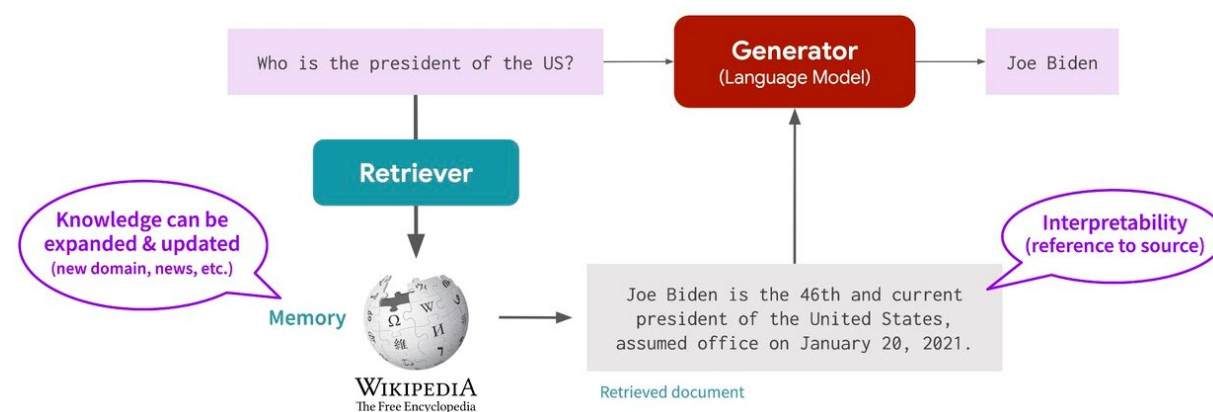 Who is the president of the US?
Generator
(Language Model)
Joe Biden
Retriever
Knowledge can be
expanded & updated
(new domain, news, etc.)
Interpretability
(reference to source)
Memory
Ω
W
И
維
WIKIPEDIA
The Free Encyclopedia
Joe Biden is the 46th and current
president of the United States,
assumed office on January 20, 2021.
Retrieved document